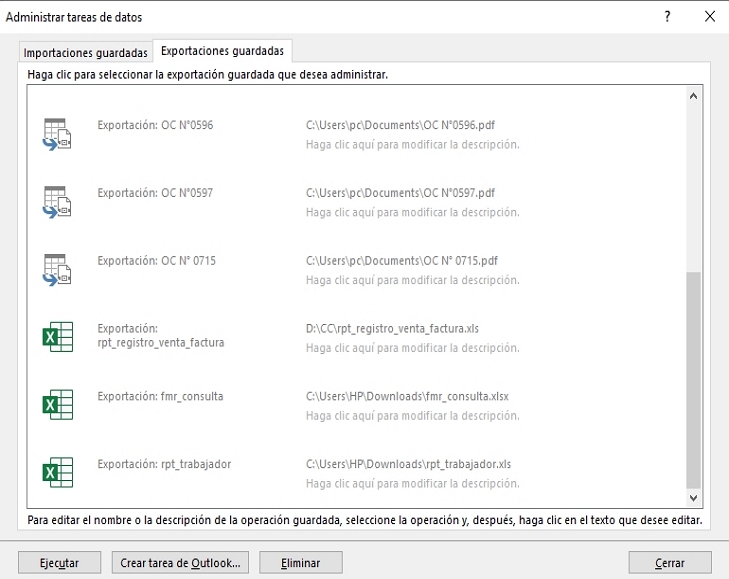 Administrar tareas de datos
?
Importaciones guardadas
Exportaciones guardadas
Haga clic para seleccionar la exportación guardada que desea administrar.
Exportación: OC N°0596
C:\Users\pc\Documents\OC N°0596.pdf
Haga clic aquí para modificar la descripción.
Exportación: OC N°0597
C:\Users\pc\Documents\OC N°0597.pdf
Haga clic aquí para modificar la descripción.
Exportación: OC N° 0715
C:\Users\pc\Documents\OC N° 0715.pdf
Haga clic aquí para modificar la descripción.
Exportación:
rpt_registro_venta_factura
D:\CC\rpt_registro_venta_factura.xls
Haga clic aquí para modificar la descripción.
Exportación: fmr_consulta
C:\Users\HP\Downloads\fmr_consulta.xlsx
Haga clic aquí para modificar la descripción.
Exportación: rpt_trabajador
C:\Users\HP\Downloads\rpt_trabajador.xls
Haga clic aquí para modificar la descripción.
Para editar el nombre o la descripción de la operación guardada, seleccione la operación y, después, haga clic en el texto que desee editar.
Ejecutar
Crear tarea de Outlook...
Eliminar
Cerrar